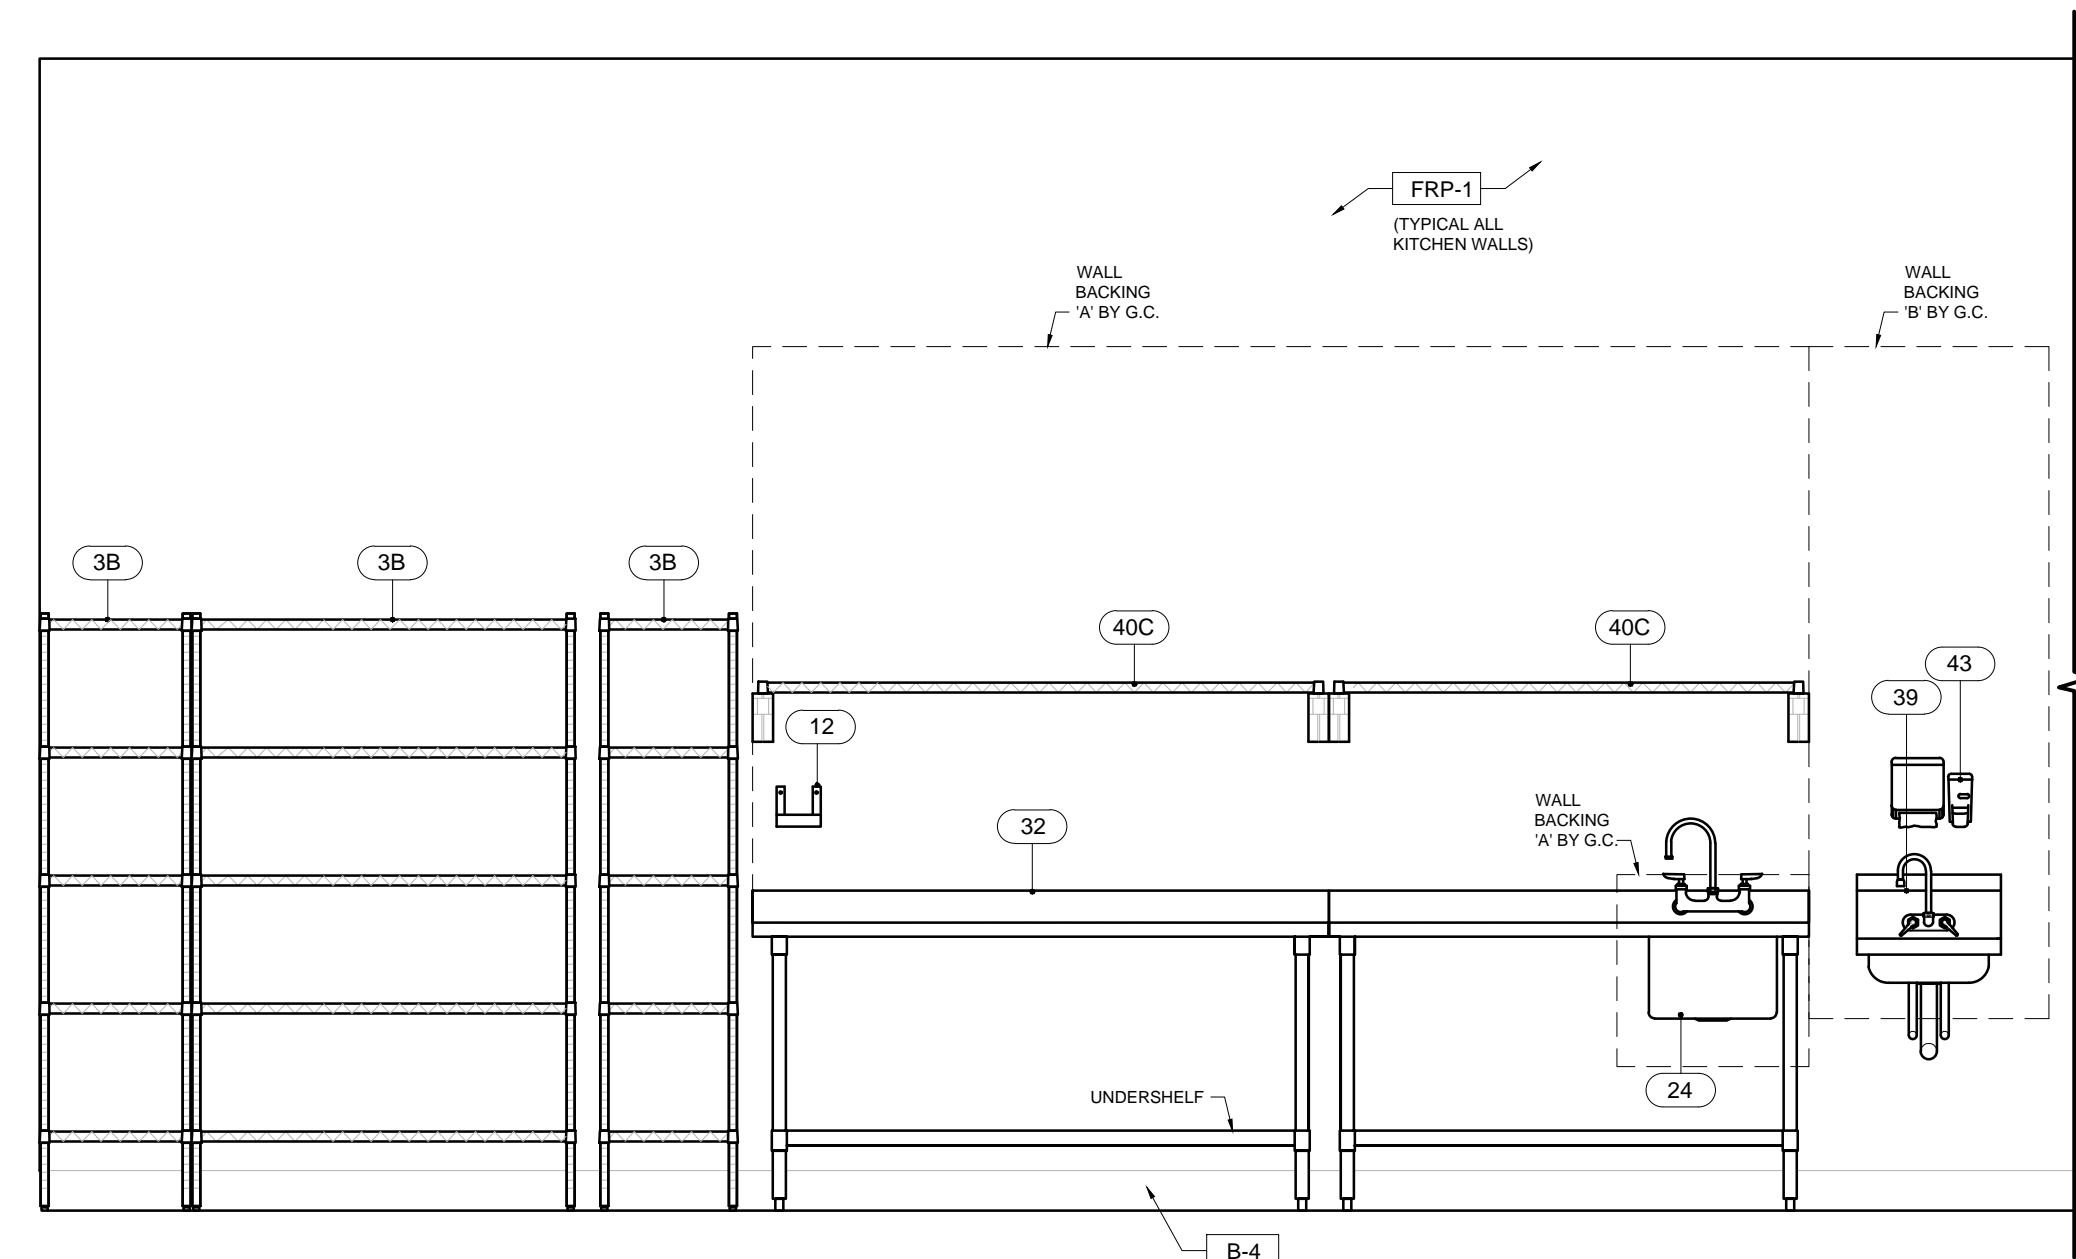 FRP-1
(TYPICAL ALL
KITCHEN WALLS)
WALL
BACKING
'A' BY G.C.
WALL
BACKING
'B' BY G.C.
3B
3B
3B
40C
40C
43
39
12
32
WALL
BACKING
'A' BY G.C.
24
UNDERSHELF
B-4